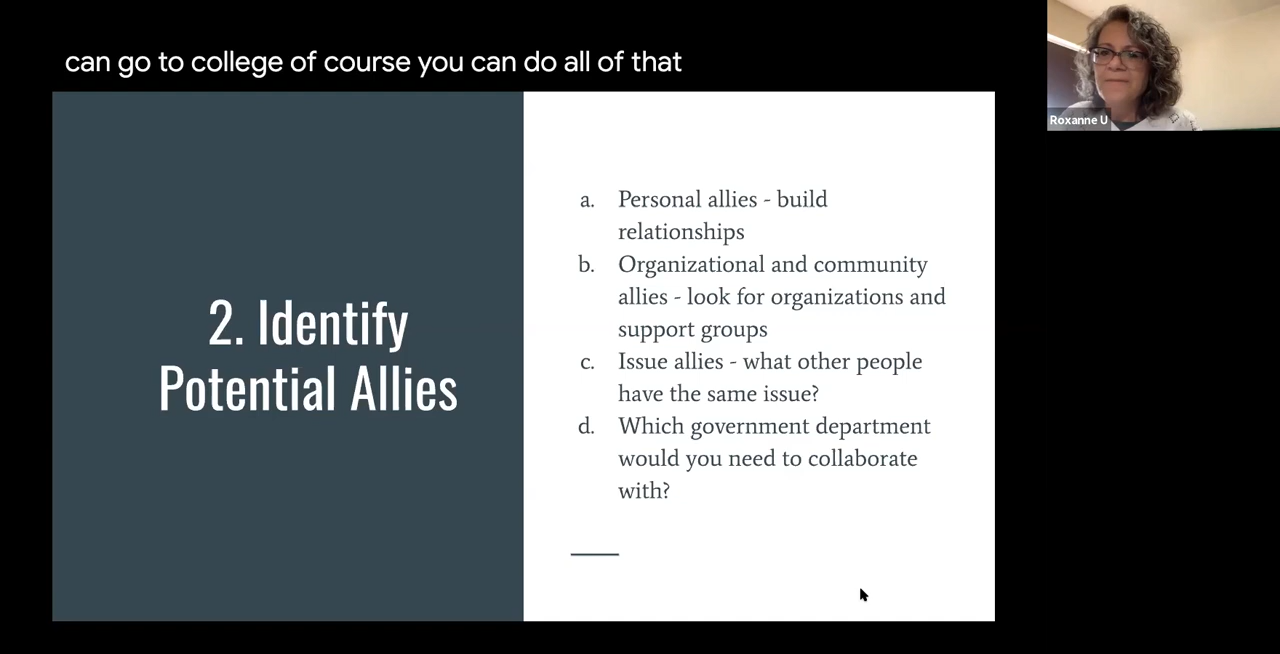 can go to college of course you can do all of that
Roxanne U
2. Identify
Potential Allies
a. Personal allies - build
relationships
b. Organizational and community
allies - look for organizations and
support groups
c. Issue allies - what other people
have the same issue?
d. Which government department
would you need to collaborate
with?